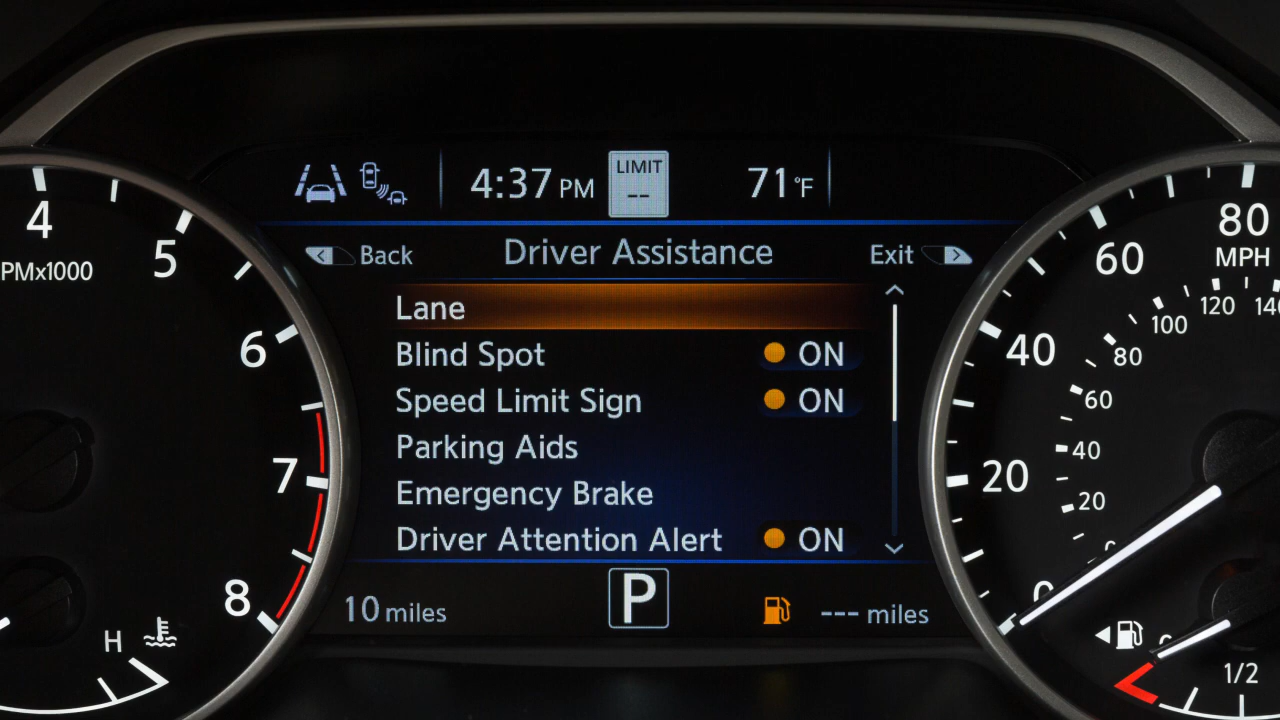 4:37 PM
LIMIT
--
71°F
Back
Driver Assistance
Exit
Lane
Blind Spot ON
Speed Limit Sign ON
Parking Aids
Emergency Brake
Driver Attention Alert ON
10 miles
P
--- miles
4
5
PMx1000
6
7
8
H
80
MPH
60
40
20
0
140
120
100
80
60
40
20
1/2